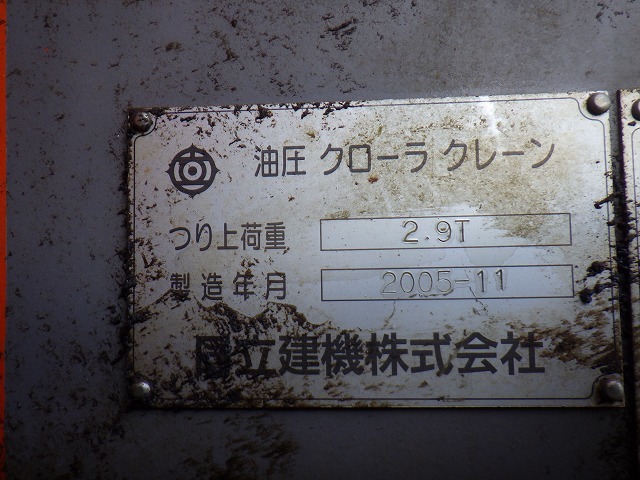 油圧 クローラ クレーン
つり上荷重 2.9T
製造年月 2005-11
日立建機株式会社